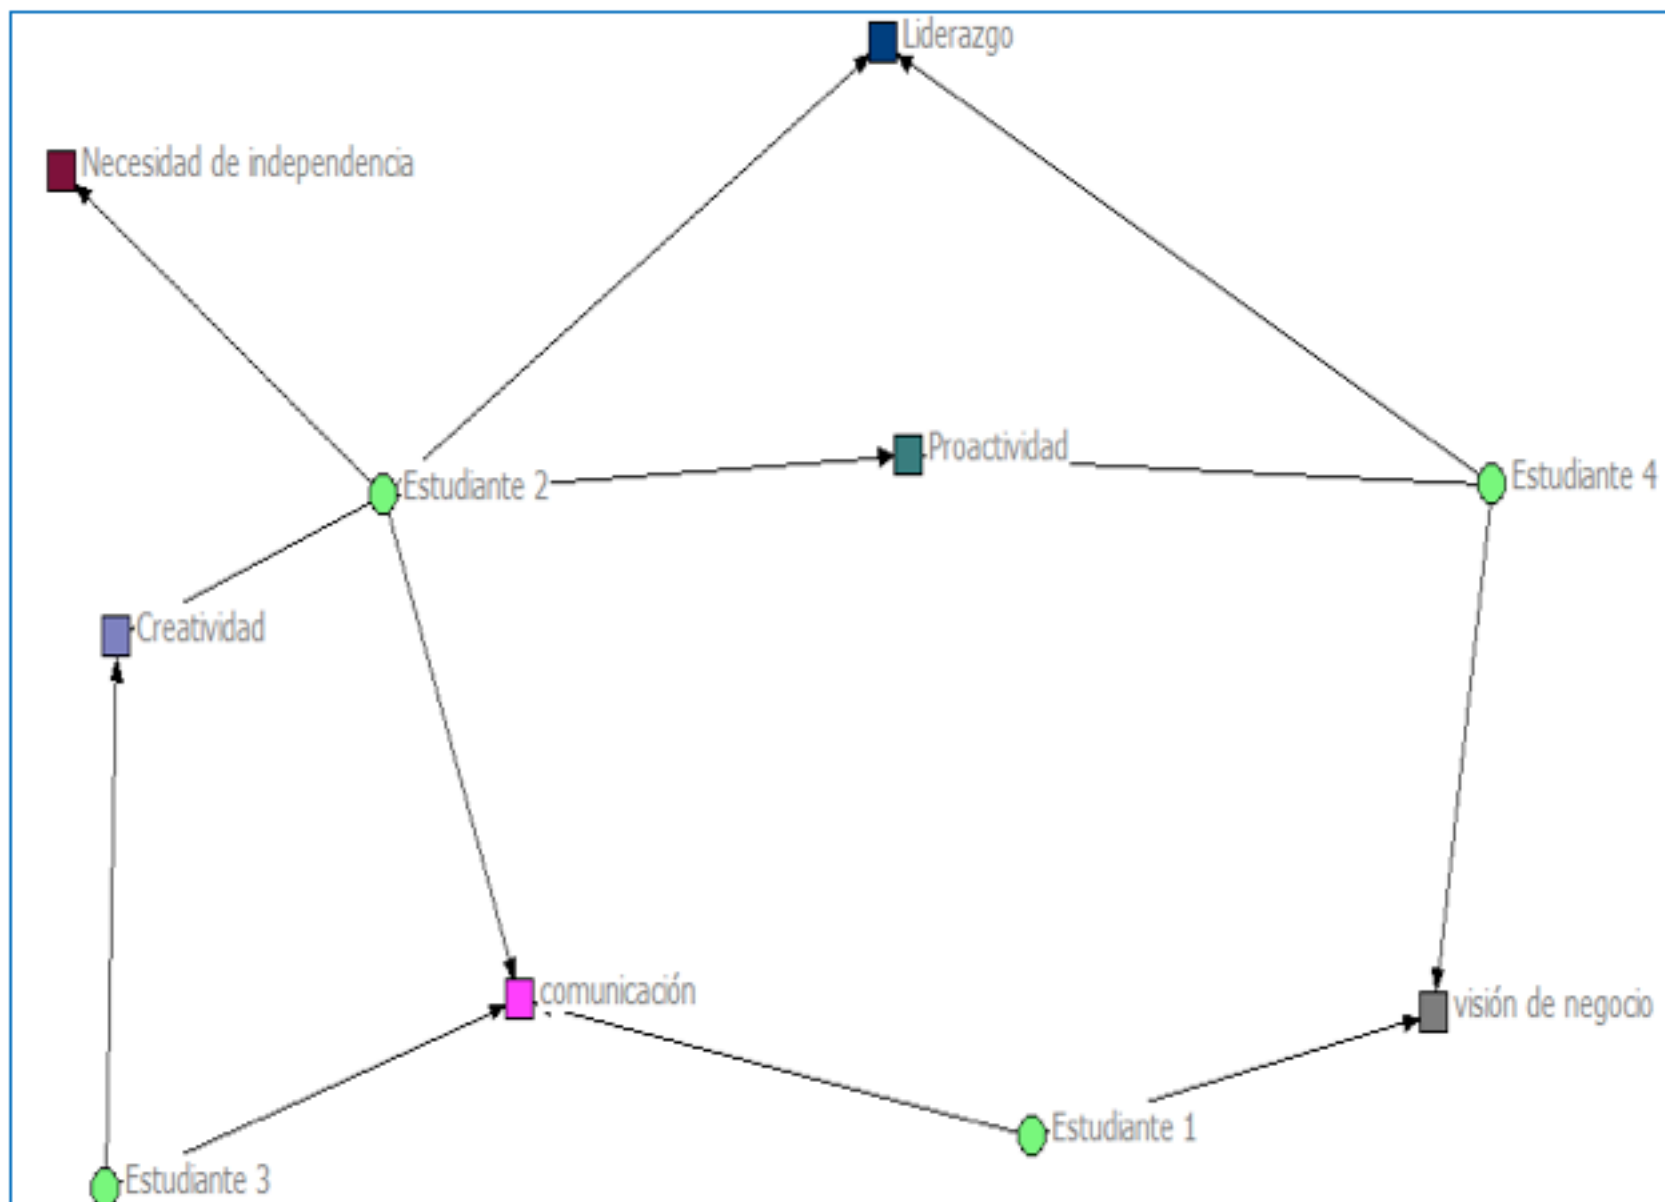 Liderazgo
Necesidad de independencia
Proactividad
Estudiante 2
Estudiante 4
Creatividad
comunicación
visión de negocio
Estudiante 1
Estudiante 3